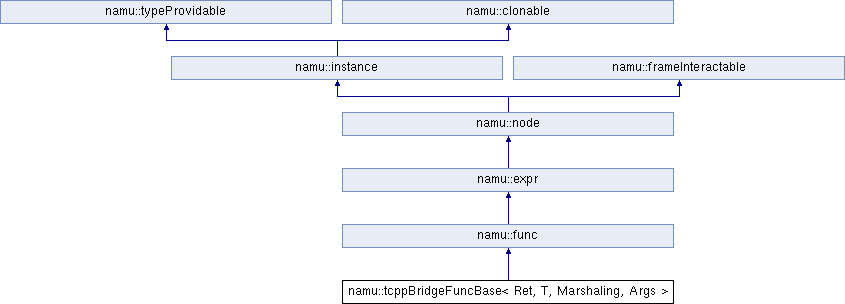 namu::typeProvidable
namu::clonable
namu::instance
namu::frameInteractable
namu::node
namu::expr
namu::func
namu::tcppBridgeFuncBase< Ret, T, Marshaling, Args >